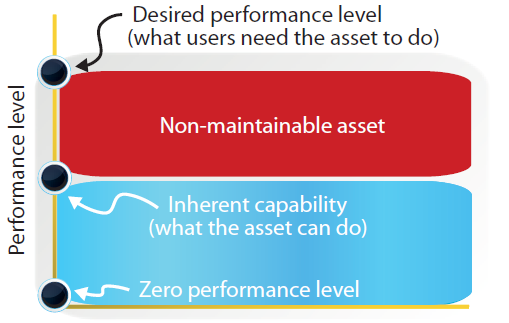 Desired performance level
(what users need the asset to do)
Performance level
Non-maintainable asset
Inherent capability
(what the asset can do)
Zero performance level